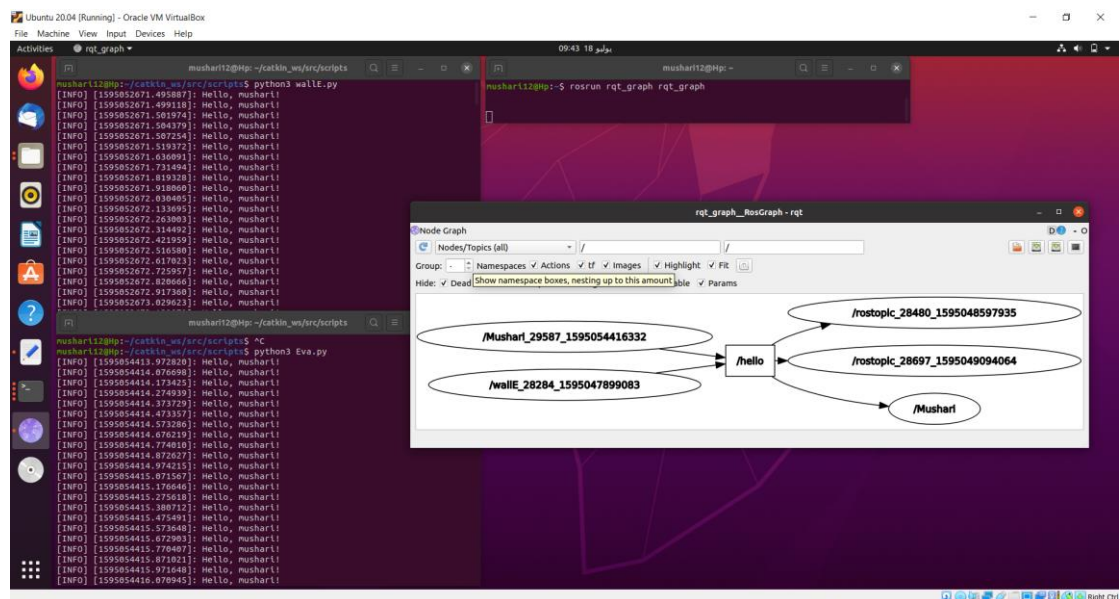 Ubuntu 20.04 [Running] - Oracle VM VirtualBox
File Machine View Input Devices Help
Activities rqt_graph 09:43 18 يوليو
mushari12@Hp: ~/catkin_ws/src/scripts
mushari12@Hp:~/catkin_ws/src/scripts$ python3 wallE.py
[INFO] [1595052671.495887]: Hello, mushari!
[INFO] [1595052671.499118]: Hello, mushari!
[INFO] [1595052671.501974]: Hello, mushari!
[INFO] [1595052671.504379]: Hello, mushari!
[INFO] [1595052671.507254]: Hello, mushari!
[INFO] [1595052671.519372]: Hello, mushari!
[INFO] [1595052671.636091]: Hello, mushari!
[INFO] [1595052671.731494]: Hello, mushari!
[INFO] [1595052671.819328]: Hello, mushari!
[INFO] [1595052671.918060]: Hello, mushari!
[INFO] [1595052672.030405]: Hello, mushari!
[INFO] [1595052672.133695]: Hello, mushari!
[INFO] [1595052672.263003]: Hello, mushari!
[INFO] [1595052672.314492]: Hello, mushari!
[INFO] [1595052672.421959]: Hello, mushari!
[INFO] [1595052672.516580]: Hello, mushari!
[INFO] [1595052672.617023]: Hello, mushari!
[INFO] [1595052672.725957]: Hello, mushari!
[INFO] [1595052672.820666]: Hello, mushari!
[INFO] [1595052672.917360]: Hello, mushari!
[INFO] [1595052673.029623]: Hello, mushari!
mushari12@Hp: ~/catkin_ws/src/scripts
mushari12@Hp:~/catkin_ws/src/scripts$ ^C
mushari12@Hp:~/catkin_ws/src/scripts$ python3 Eva.py
[INFO] [1595054413.972820]: Hello, mushari!
[INFO] [1595054414.076698]: Hello, mushari!
[INFO] [1595054414.173425]: Hello, mushari!
[INFO] [1595054414.274939]: Hello, mushari!
[INFO] [1595054414.373729]: Hello, mushari!
[INFO] [1595054414.473357]: Hello, mushari!
[INFO] [1595054414.573286]: Hello, mushari!
[INFO] [1595054414.676219]: Hello, mushari!
[INFO] [1595054414.774010]: Hello, mushari!
[INFO] [1595054414.872627]: Hello, mushari!
[INFO] [1595054414.974215]: Hello, mushari!
[INFO] [1595054415.071567]: Hello, mushari!
[INFO] [1595054415.176646]: Hello, mushari!
[INFO] [1595054415.275618]: Hello, mushari!
[INFO] [1595054415.380712]: Hello, mushari!
[INFO] [1595054415.475491]: Hello, mushari!
[INFO] [1595054415.573648]: Hello, mushari!
[INFO] [1595054415.672903]: Hello, mushari!
[INFO] [1595054415.770407]: Hello, mushari!
[INFO] [1595054415.871021]: Hello, mushari!
[INFO] [1595054415.971648]: Hello, mushari!
[INFO] [1595054416.070945]: Hello, mushari!
mushari12@Hp: ~
mushari12@Hp:~$ rosrun rqt_graph rqt_graph
rqt_graph__RosGraph - rqt
Node Graph D - O
Nodes/Topics (all) / /
Group: - Namespaces Actions tf Images Highlight Fit
Hide: Dead Show namespace boxes, nesting up to this amount able Params
/Mushari_29587_1595054416332
/wallE_28284_1595047899083
/hello
/rostopic_28480_1595048597935
/rostopic_28697_1595049094064
/Mushari
Right Ctrl